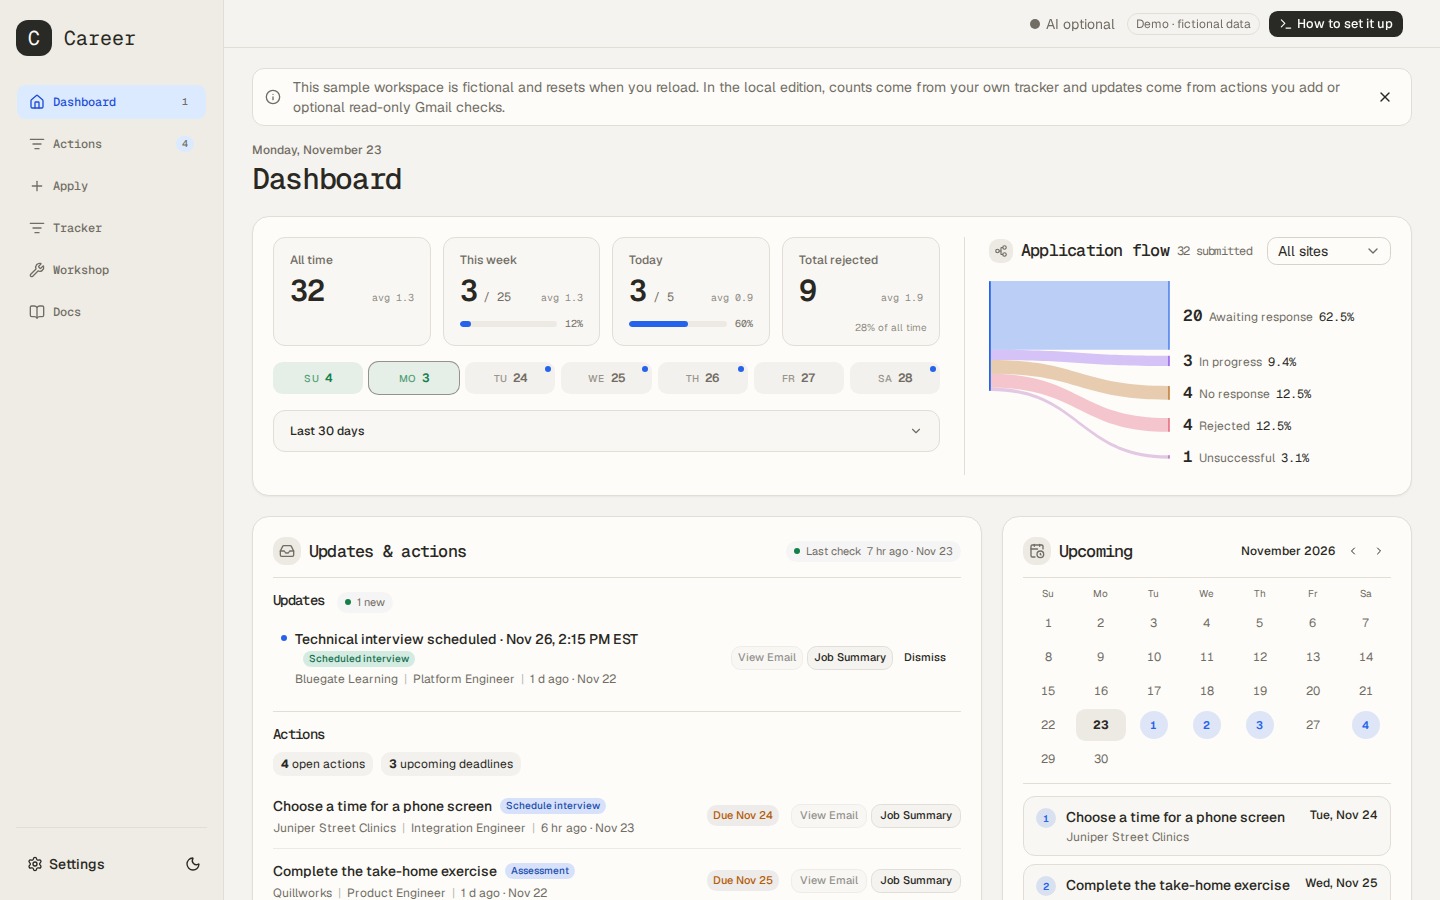 C Career
Dashboard 1
Actions 4
Apply
Tracker
Workshop
Docs
Settings
AI optional
Demo · fictional data
How to set it up
This sample workspace is fictional and resets when you reload. In the local edition, counts come from your own tracker and updates come from actions you add or
optional read-only Gmail checks.
Monday, November 23
Dashboard
All time
32 avg 1.3
This week
3 / 25 avg 1.3
12%
Today
3 / 5 avg 0.9
60%
Total rejected
9 avg 1.9
28% of all time
SU 4 MO 3 TU 24 WE 25 TH 26 FR 27 SA 28
Last 30 days
Application flow 32 submitted All sites
20 Awaiting response 62.5%
3 In progress 9.4%
4 No response 12.5%
4 Rejected 12.5%
1 Unsuccessful 3.1%
Updates & actions
Last check 7 hr ago · Nov 23
Updates 1 new
Technical interview scheduled · Nov 26, 2:15 PM EST
Scheduled interview
Bluegate Learning | Platform Engineer | 1 d ago · Nov 22
View Email Job Summary Dismiss
Actions
4 open actions 3 upcoming deadlines
Choose a time for a phone screen Schedule interview
Juniper Street Clinics | Integration Engineer | 6 hr ago · Nov 23
Due Nov 24 View Email Job Summary
Complete the take-home exercise Assessment
Quillworks | Product Engineer | 1 d ago · Nov 22
Due Nov 25 View Email Job Summary
Upcoming
November 2026
Su Mo Tu We Th Fr Sa
1 2 3 4 5 6 7
8 9 10 11 12 13 14
15 16 17 18 19 20 21
22 23 1 2 3 27 4
29 30
1 Choose a time for a phone screen Tue, Nov 24
Juniper Street Clinics
2 Complete the take-home exercise Wed, Nov 25